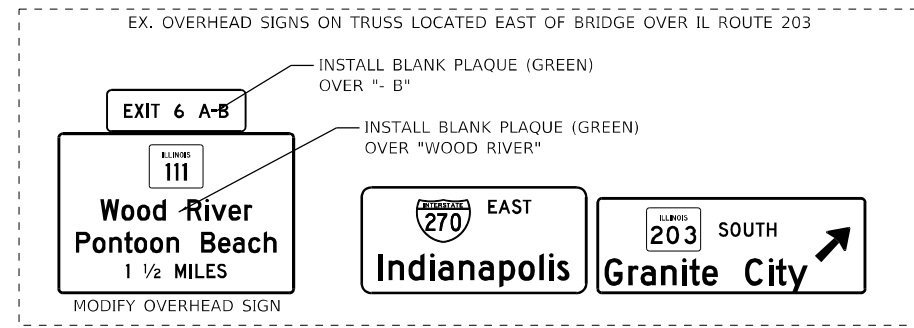 EX. OVERHEAD SIGNS ON TRUSS LOCATED EAST OF BRIDGE OVER IL ROUTE 203
INSTALL BLANK PLAQUE (GREEN)
OVER "- B"
EXIT 6 A-B
INSTALL BLANK PLAQUE (GREEN)
OVER "WOOD RIVER"
ILLINOIS
111
Wood River
Pontoon Beach
1 ½ MILES
MODIFY OVERHEAD SIGN
INTERSTATE
270
EAST
Indianapolis
ILLINOIS
203
SOUTH
Granite City